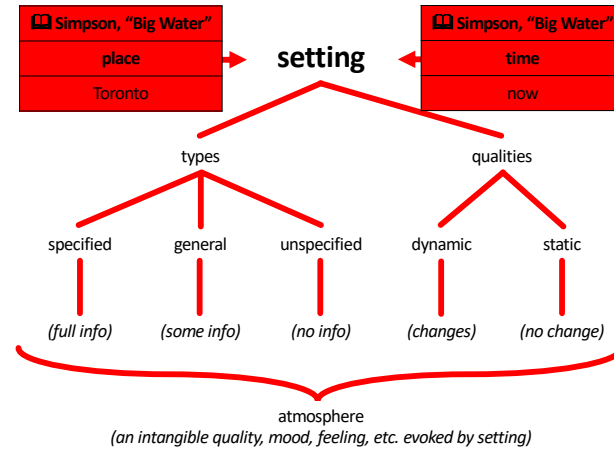 🕮 Simpson, “Big Water”
place
Toronto
setting
🕮 Simpson, “Big Water”
time
now
types
qualities
specified
general
unspecified
dynamic
static
(full info)
(some info)
(no info)
(changes)
(no change)
atmosphere
(an intangible quality, mood, feeling, etc. evoked by setting)